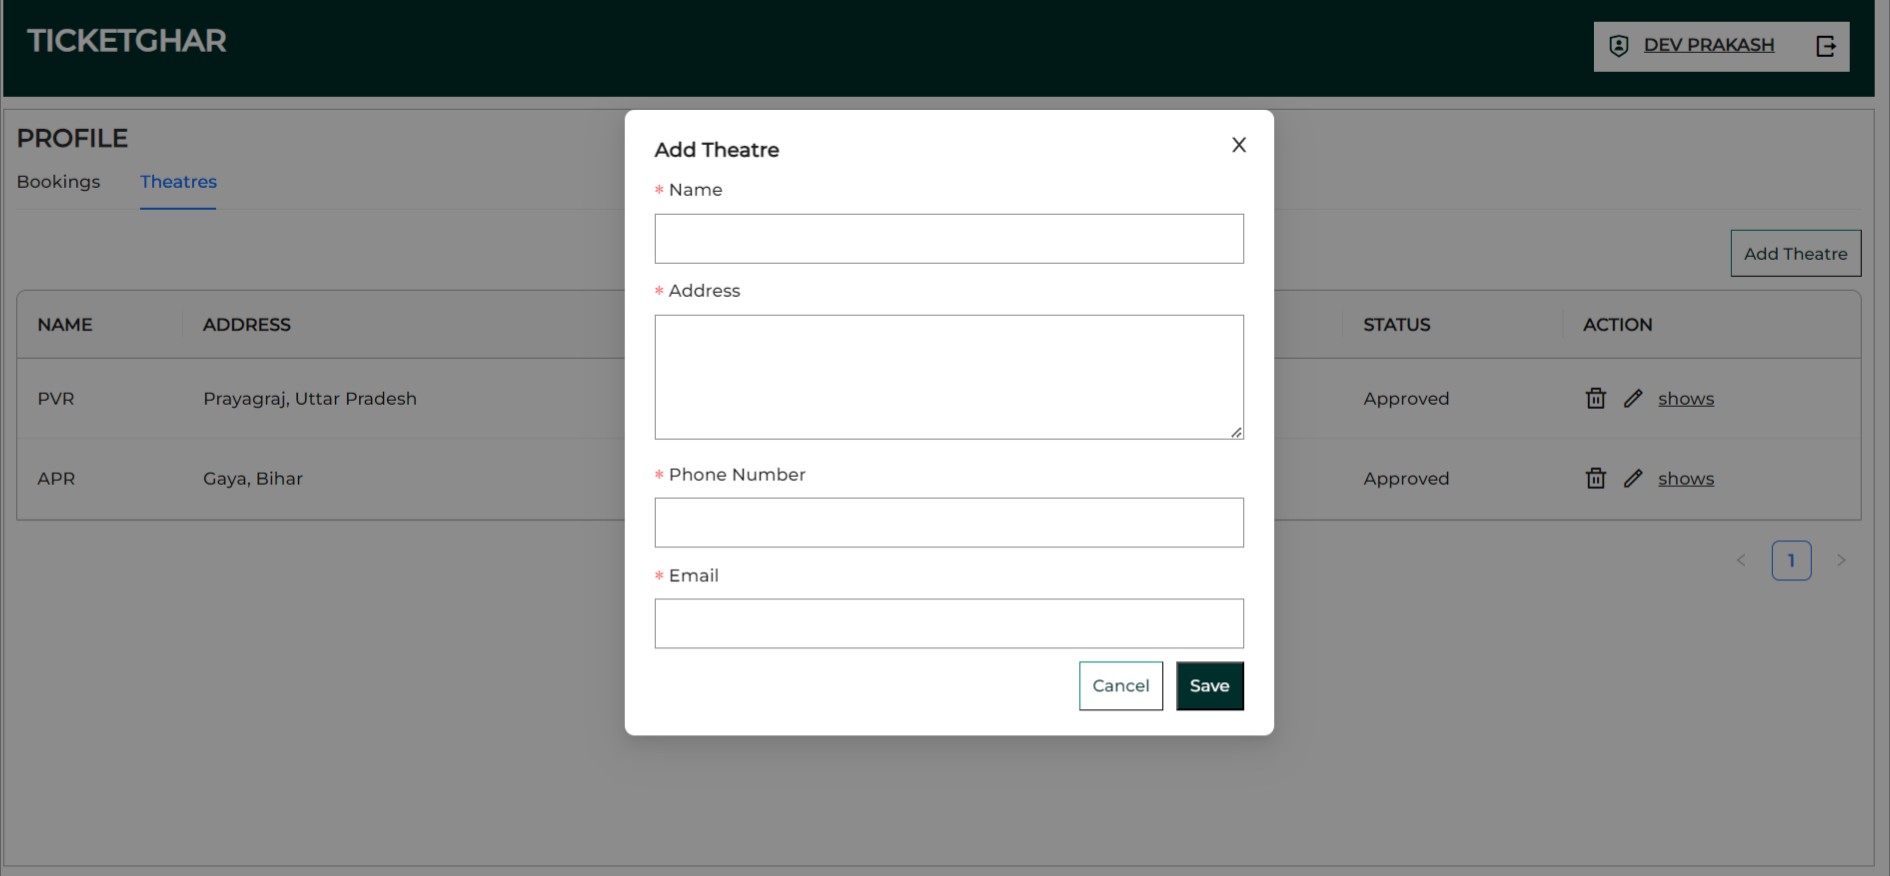 TICKETGHAR
DEV PRAKASH
PROFILE
Bookings Theatres
Add Theatre
NAME ADDRESS STATUS ACTION
PVR Prayagraj, Uttar Pradesh Approved shows
APR Gaya, Bihar Approved shows
1
Add Theatre X
* Name
* Address
* Phone Number
* Email
Cancel Save